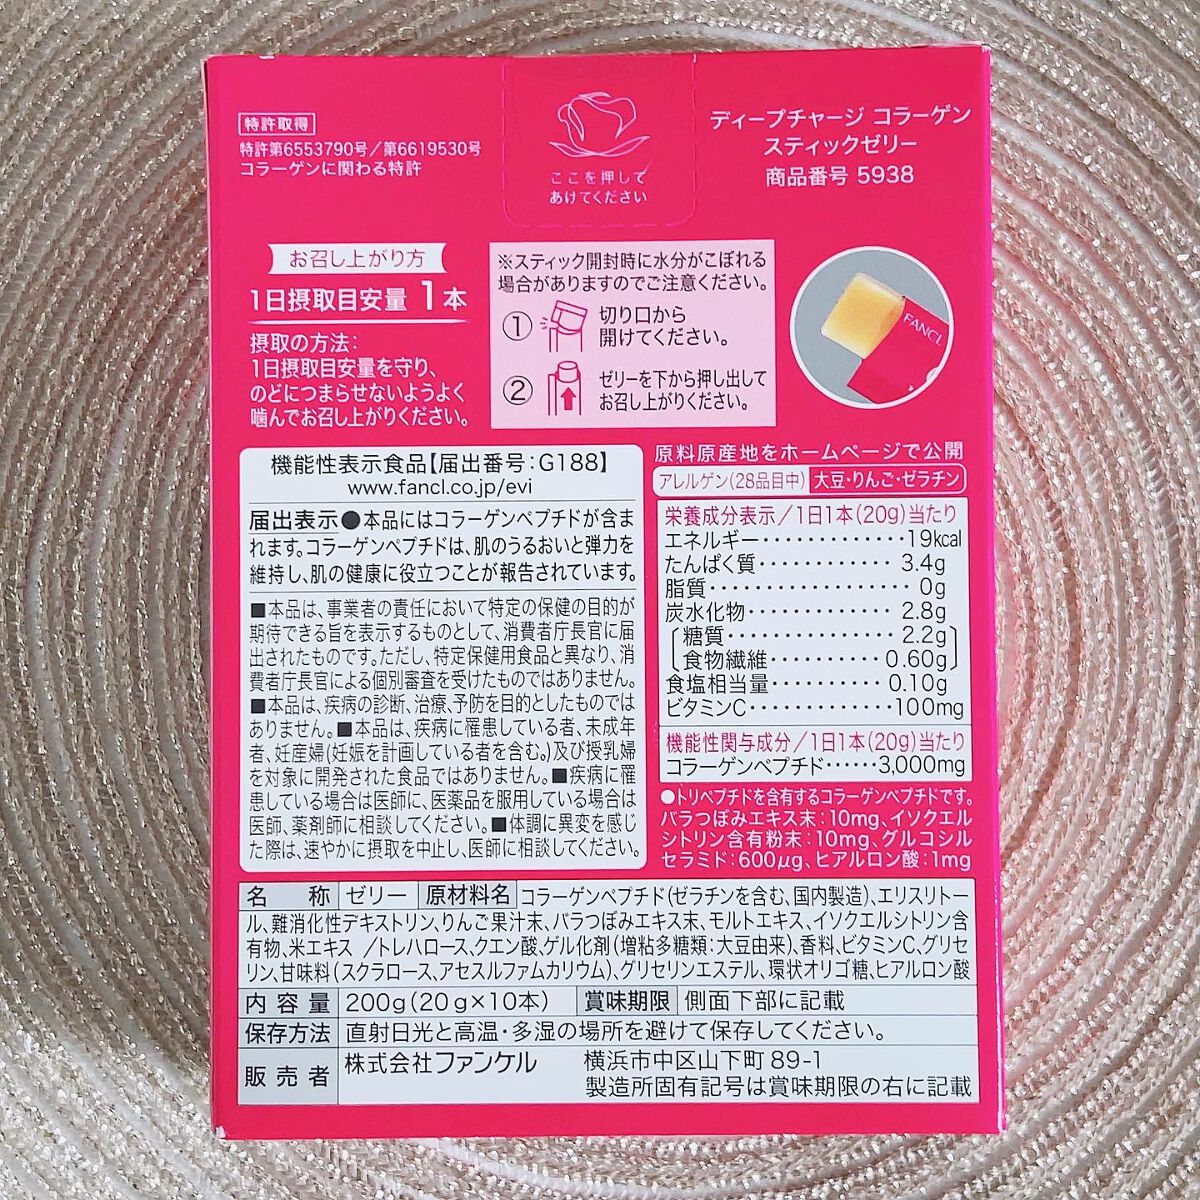 特許取得
特許第6553790号／第6619530号
コラーゲンに関わる特許
ここを押して
あけてください
ディープチャージ コラーゲン
スティックゼリー
商品番号 5938
お召し上がり方
1日摂取目安量 1本
摂取の方法：
1日摂取目安量を守り、
のどにつまらせないようよく
噛んでお召し上がりください。
※スティック開封時に水分がこぼれる
場合がありますのでご注意ください。
① 切り口から
開けてください。
② ゼリーを下から押し出して
お召し上がりください。
FANCL
機能性表示食品【届出番号：G188】
www.fancl.co.jp/evi
届出表示●本品にはコラーゲンペプチドが含ま
れます。コラーゲンペプチドは、肌のうるおいと弾力を
維持し、肌の健康に役立つことが報告されています。
■本品は、事業者の責任において特定の保健の目的が
期待できる旨を表示するものとして、消費者庁長官に届
出されたものです。ただし、特定保健用食品と異なり、消
費者庁長官による個別審査を受けたものではありません。
■本品は、疾病の診断、治療、予防を目的としたものでは
ありません。■本品は、疾病に罹患している者、未成年
者、妊産婦(妊娠を計画している者を含む。)及び授乳婦
を対象に開発された食品ではありません。■疾病に罹
患している場合は医師に、医薬品を服用している場合は
医師、薬剤師に相談してください。■体調に異変を感じ
た際は、速やかに摂取を中止し、医師に相談してください。
原料原産地をホームページで公開
アレルゲン(28品目中) 大豆・りんご・ゼラチン
栄養成分表示／1日1本(20g)当たり
エネルギー･････････････19kcal
たんぱく質････････････ 3.4g
脂質･･････････････････ 0g
炭水化物･････････････ 2.8g
糖質･･･････････････ 2.2g
食物繊維･･････････ 0.60g
食塩相当量･･････････ 0.10g
ビタミンC････････････100mg
機能性関与成分／1日1本(20g)当たり
コラーゲンペプチド･･････3,000mg
●トリペプチドを含有するコラーゲンペプチドです。
バラつぼみエキス末：10mg、イソクエル
シトリン含有粉末：10mg、グルコシル
セラミド：600μg、ヒアルロン酸：1mg
名称 ゼリー 原材料名 コラーゲンペプチド(ゼラチンを含む、国内製造)、エリスリトー
ル、難消化性デキストリン、りんご果汁末、バラつぼみエキス末、モルトエキス、イソクエルシトリン含
有物、米エキス ／トレハロース、クエン酸、ゲル化剤(増粘多糖類：大豆由来)、香料、ビタミンC、グリセ
リン、甘味料(スクラロース、アセスルファムカリウム)、グリセリンエステル、環状オリゴ糖、ヒアルロン酸
内容量 200g(20g×10本) 賞味期限 側面下部に記載
保存方法 直射日光と高温・多湿の場所を避けて保存してください。
販売者 株式会社ファンケル 横浜市中区山下町89-1
製造所固有記号は賞味期限の右に記載